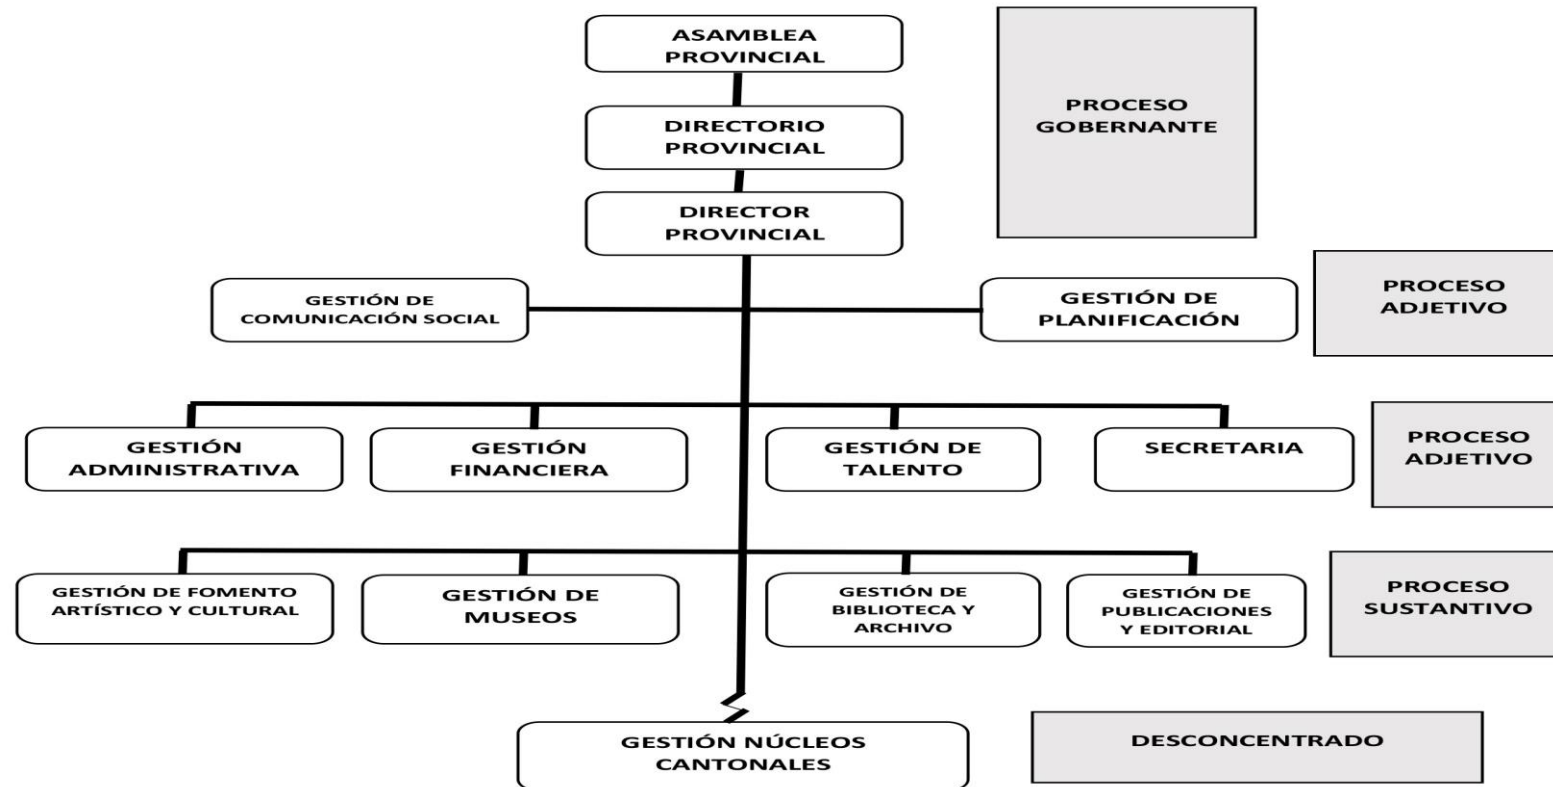 ASAMBLEA
PROVINCIAL
PROCESO
GOBERNANTE
DIRECTORIO
PROVINCIAL
DIRECTOR
PROVINCIAL
GESTIÓN DE
COMUNICACIÓN SOCIAL
GESTIÓN DE
PLANIFICACIÓN
PROCESO
ADJETIVO
GESTIÓN
ADMINISTRATIVA
GESTIÓN
FINANCIERA
GESTIÓN DE
TALENTO
SECRETARIA
PROCESO
ADJETIVO
GESTIÓN DE FOMENTO
ARTÍSTICO Y CULTURAL
GESTIÓN DE
MUSEOS
GESTIÓN DE
BIBLIOTECA Y
ARCHIVO
GESTIÓN DE
PUBLICACIONES
Y EDITORIAL
PROCESO
SUSTANTIVO
GESTIÓN NÚCLEOS
CANTONALES
DESCONCENTRADO